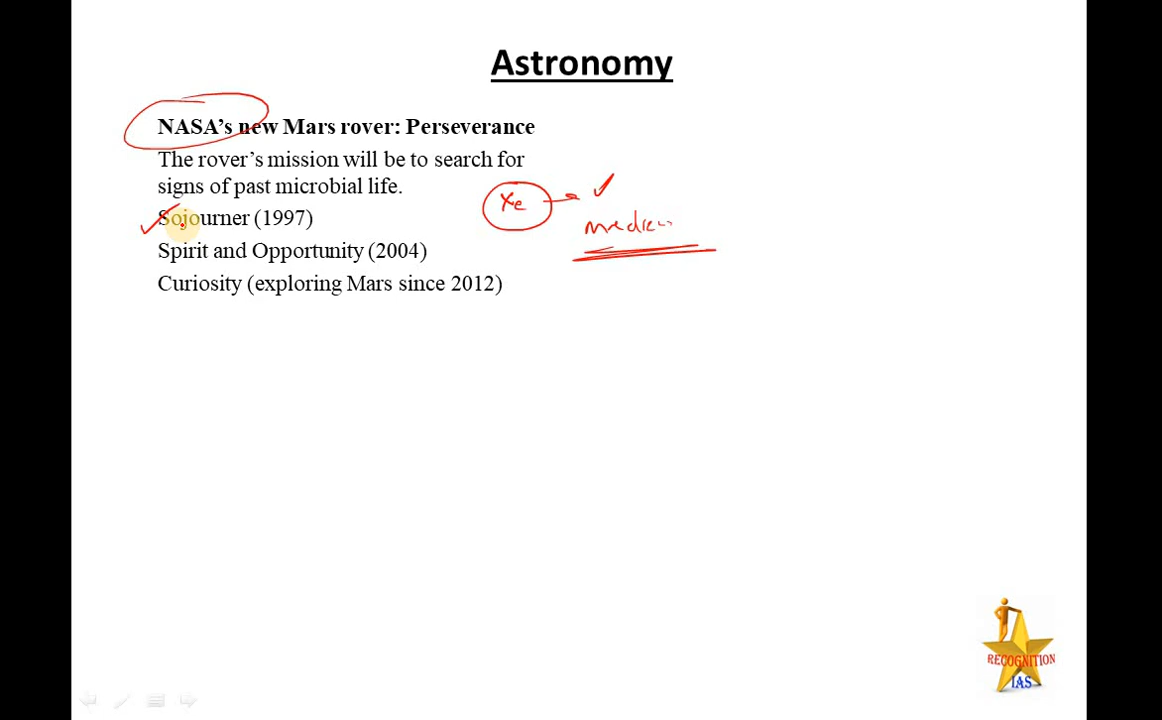 Astronomy
NASA's new Mars rover: Perseverance
The rover's mission will be to search for
signs of past microbial life.
Xe
Sojourner (1997)
Spirit and Opportunity (2004)
Curiosity (exploring Mars since 2012)
RECOGNITION
IAS